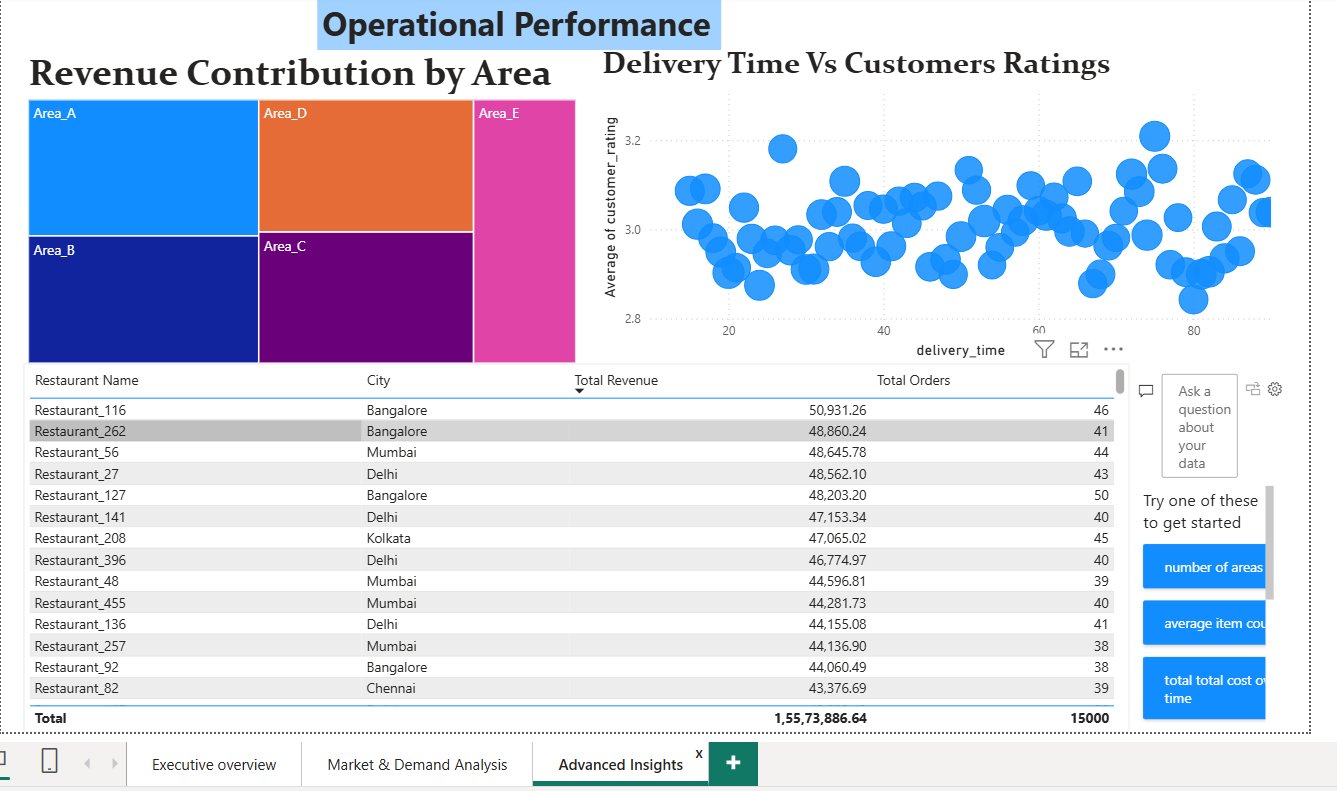 Operational Performance
Revenue Contribution by Area
Area_A
Area_D
Area_E
Area_B
Area_C
Delivery Time Vs Customers Ratings
Average of customer_rating
3.2
3.0
2.8
20
40
60
80
delivery_time
Restaurant Name City Total Revenue Total Orders
Restaurant_116 Bangalore 50,931.26 46
Restaurant_262 Bangalore 48,860.24 41
Restaurant_56 Mumbai 48,645.78 44
Restaurant_27 Delhi 48,562.10 43
Restaurant_127 Bangalore 48,203.20 50
Restaurant_141 Delhi 47,153.34 40
Restaurant_208 Kolkata 47,065.02 45
Restaurant_396 Delhi 46,774.97 40
Restaurant_48 Mumbai 44,596.81 39
Restaurant_455 Mumbai 44,281.73 40
Restaurant_136 Delhi 44,155.08 41
Restaurant_257 Mumbai 44,136.90 38
Restaurant_92 Bangalore 44,060.49 38
Restaurant_82 Chennai 43,376.69 39
Total 1,55,73,886.64 15000
Ask a
question
about
your
data
Try one of these
to get started
number of areas
average item cou
total total cost ov
time
Executive overview
Market & Demand Analysis
Advanced Insights
x
+